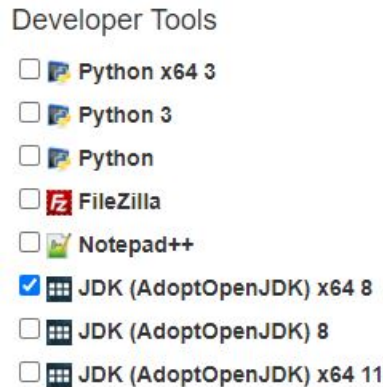 Developer Tools
Python x64 3
Python 3
Python
FileZilla
Notepad++
JDK (AdoptOpenJDK) x64 8
JDK (AdoptOpenJDK) 8
JDK (AdoptOpenJDK) x64 11